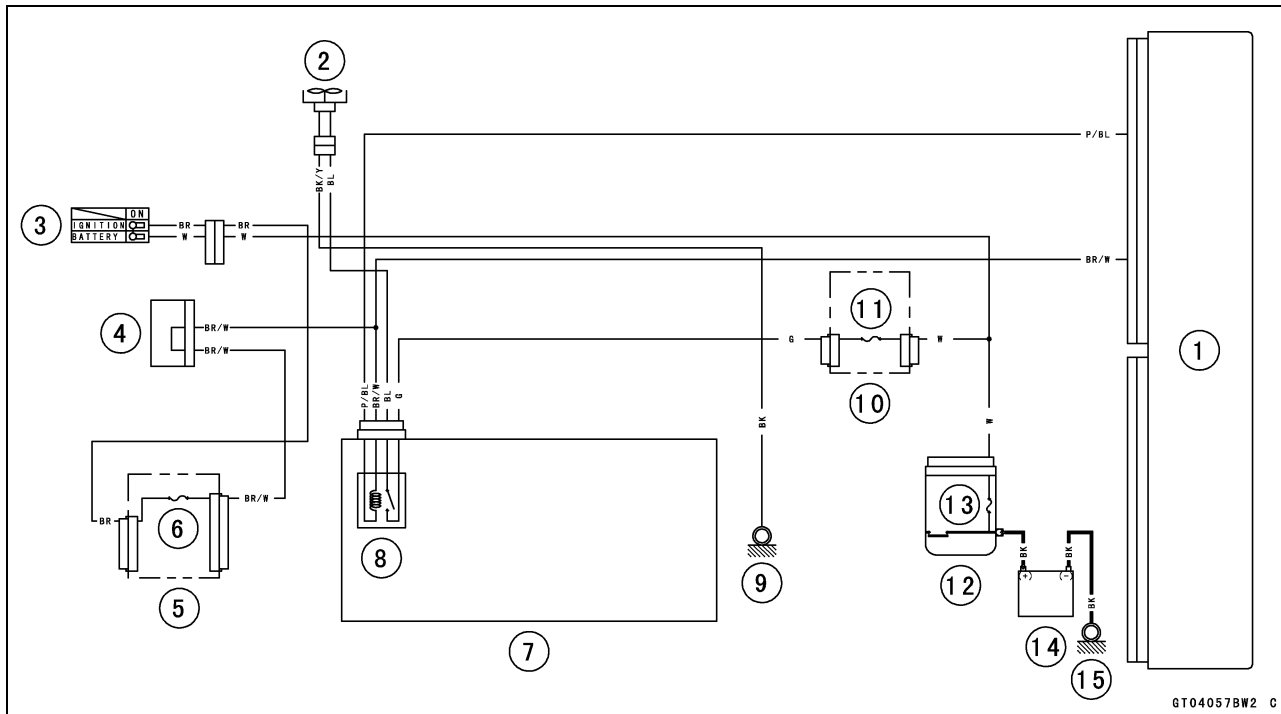 2
P/BL
BK/Y
BL
ON
3
IGNITION
BR
BR
BATTERY
W
W
BR/W
11
4
BR/W
1
BR/W
G
W
10
P/BL
BR/W
BL
G
BK
W
13
BR/W
6
BR
8
BK
BK
9
12
(+)
(-)
5
BK
14
7
15
GT04057BW2 C